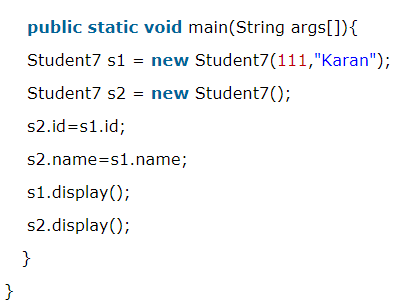 public static void main(String args[]){
Student7 s1 = new Student7(111,"Karan");
Student7 s2 = new Student7();
s2.id=s1.id;
s2.name=s1.name;
s1.display();
s2.display();
}
}